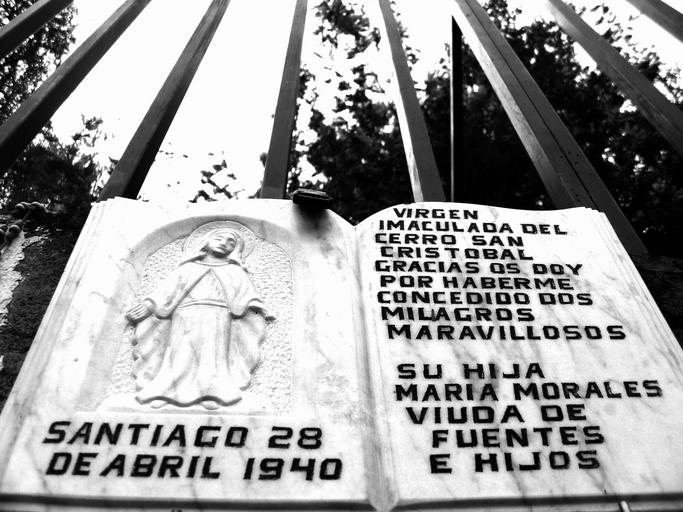 SANTIAGO 28
DE ABRIL 1940
VIRGEN
IMACULADA DEL
CERRO SAN
CRISTOBAL
GRACIAS OS DOY
POR HABERME
CONCEDIDO DOS
MILAGROS
MARAVILLOSOS
SU HIJA
MARIA MORALES
VIUDA DE
FUENTES
E HIJOS